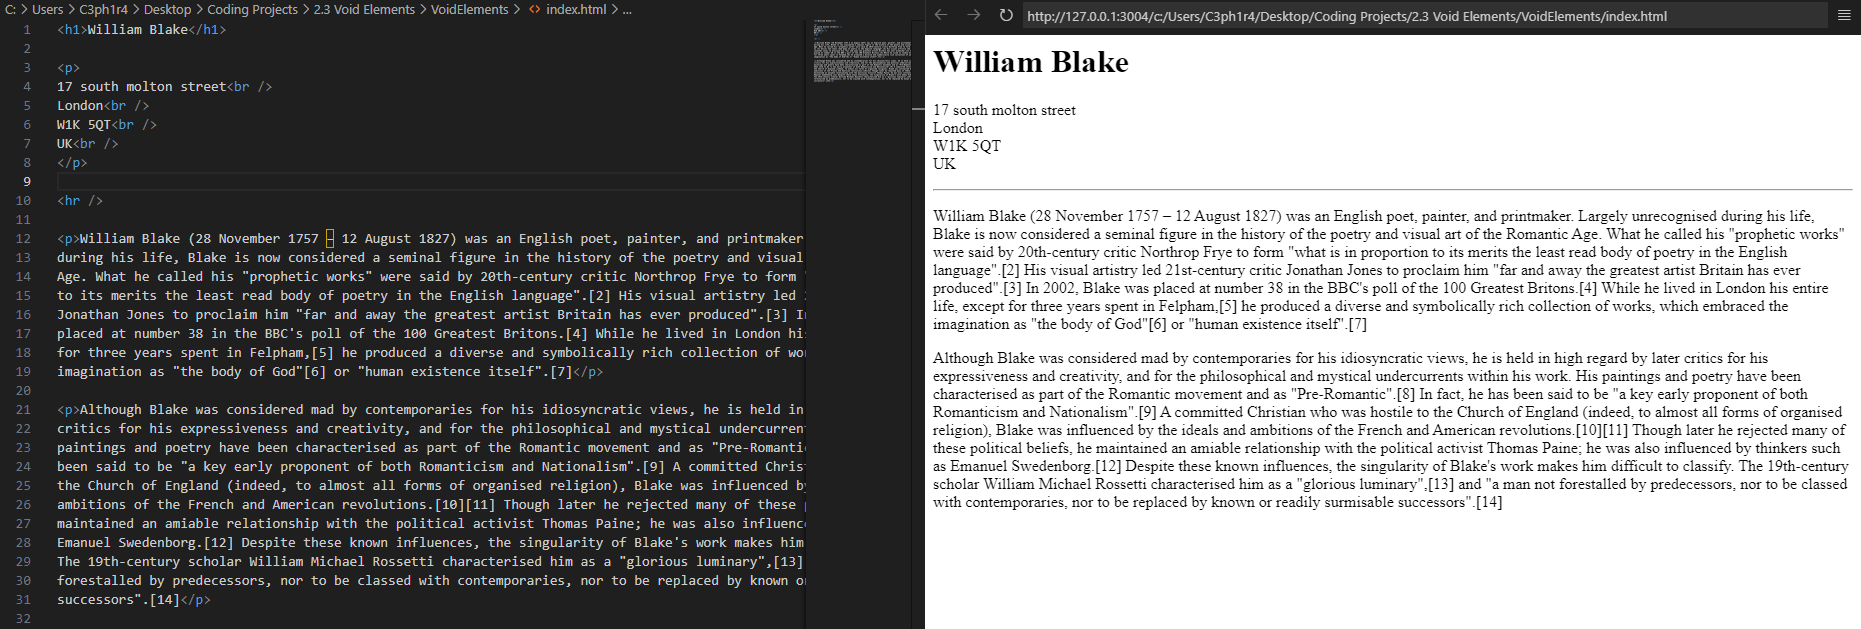 C: > Users > C3ph1r4 > Desktop > Coding Projects > 2.3 Void Elements > VoidElements > <> index.html > ...
1 <h1>William Blake</h1>
2
3 <p>
4 17 south molton street<br />
5 London<br />
6 W1K 5QT<br />
7 UK<br />
8 </p>
9
10 <hr />
11
12 <p>William Blake (28 November 1757 – 12 August 1827) was an English poet, painter, and printmaker
13 during his life, Blake is now considered a seminal figure in the history of the poetry and visual
14 Age. What he called his "prophetic works" were said by 20th-century critic Northrop Frye to form
15 to its merits the least read body of poetry in the English language".[2] His visual artistry led
16 Jonathan Jones to proclaim him "far and away the greatest artist Britain has ever produced".[3]
17 placed at number 38 in the BBC's poll of the 100 Greatest Britons.[4] While he lived in London
18 for three years spent in Felpham,[5] he produced a diverse and symbolically rich collection of
19 imagination as "the body of God"[6] or "human existence itself".[7]</p>
20
21 <p>Although Blake was considered mad by contemporaries for his idiosyncratic views, he is held in
22 critics for his expressiveness and creativity, and for the philosophical and mystical
23 paintings and poetry have been characterised as part of the Romantic movement and as
24 been said to be "a key early proponent of both Romanticism and Nationalism".[9] A committed
25 the Church of England (indeed, to almost all forms of organised religion), Blake was influenced
26 ambitions of the French and American revolutions.[10][11] Though later he rejected many of these
27 maintained an amiable relationship with the political activist Thomas Paine; he was also
28 Emanuel Swedenborg.[12] Despite these known influences, the singularity of Blake's work makes him
29 The 19th-century scholar William Michael Rossetti characterised him as a "glorious luminary",[13]
30 forestalled by predecessors, nor to be classed with contemporaries, nor to be replaced by known
31 successors".[14]</p>
32
http://127.0.0.1:3004/c:/Users/C3ph1r4/Desktop/Coding Projects/2.3 Void Elements/VoidElements/index.html
William Blake
17 south molton street
London
W1K 5QT
UK
William Blake (28 November 1757 – 12 August 1827) was an English poet, painter, and printmaker. Largely unrecognised during his life,
Blake is now considered a seminal figure in the history of the poetry and visual art of the Romantic Age. What he called his "prophetic works"
were said by 20th-century critic Northrop Frye to form "what is in proportion to its merits the least read body of poetry in the English
language".[2] His visual artistry led 21st-century critic Jonathan Jones to proclaim him "far and away the greatest artist Britain has ever
produced".[3] In 2002, Blake was placed at number 38 in the BBC's poll of the 100 Greatest Britons.[4] While he lived in London his entire
life, except for three years spent in Felpham,[5] he produced a diverse and symbolically rich collection of works, which embraced the
imagination as "the body of God"[6] or "human existence itself".[7]
Although Blake was considered mad by contemporaries for his idiosyncratic views, he is held in high regard by later critics for his
expressiveness and creativity, and for the philosophical and mystical undercurrents within his work. His paintings and poetry have been
characterised as part of the Romantic movement and as "Pre-Romantic".[8] In fact, he has been said to be "a key early proponent of both
Romanticism and Nationalism".[9] A committed Christian who was hostile to the Church of England (indeed, to almost all forms of organised
religion), Blake was influenced by the ideals and ambitions of the French and American revolutions.[10][11] Though later he rejected many of
these political beliefs, he maintained an amiable relationship with the political activist Thomas Paine; he was also influenced by thinkers such
as Emanuel Swedenborg.[12] Despite these known influences, the singularity of Blake's work makes him difficult to classify. The 19th-century
scholar William Michael Rossetti characterised him as a "glorious luminary",[13] and "a man not forestalled by predecessors, nor to be classed
with contemporaries, nor to be replaced by known or readily surmisable successors".[14]